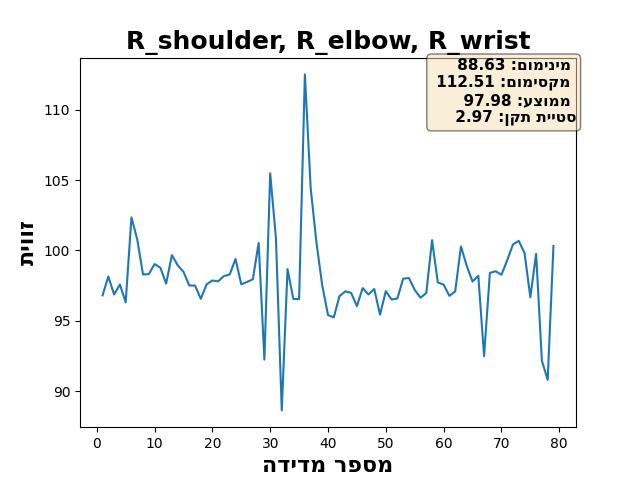 R_shoulder, R_elbow, R_wrist
מינימום: 88.63
מקסימום: 112.51
ממוצע: 97.98
סטיית תקן: 2.97
זווית
110
105
100
95
90
0 10 20 30 40 50 60 70 80
מספר מדידה